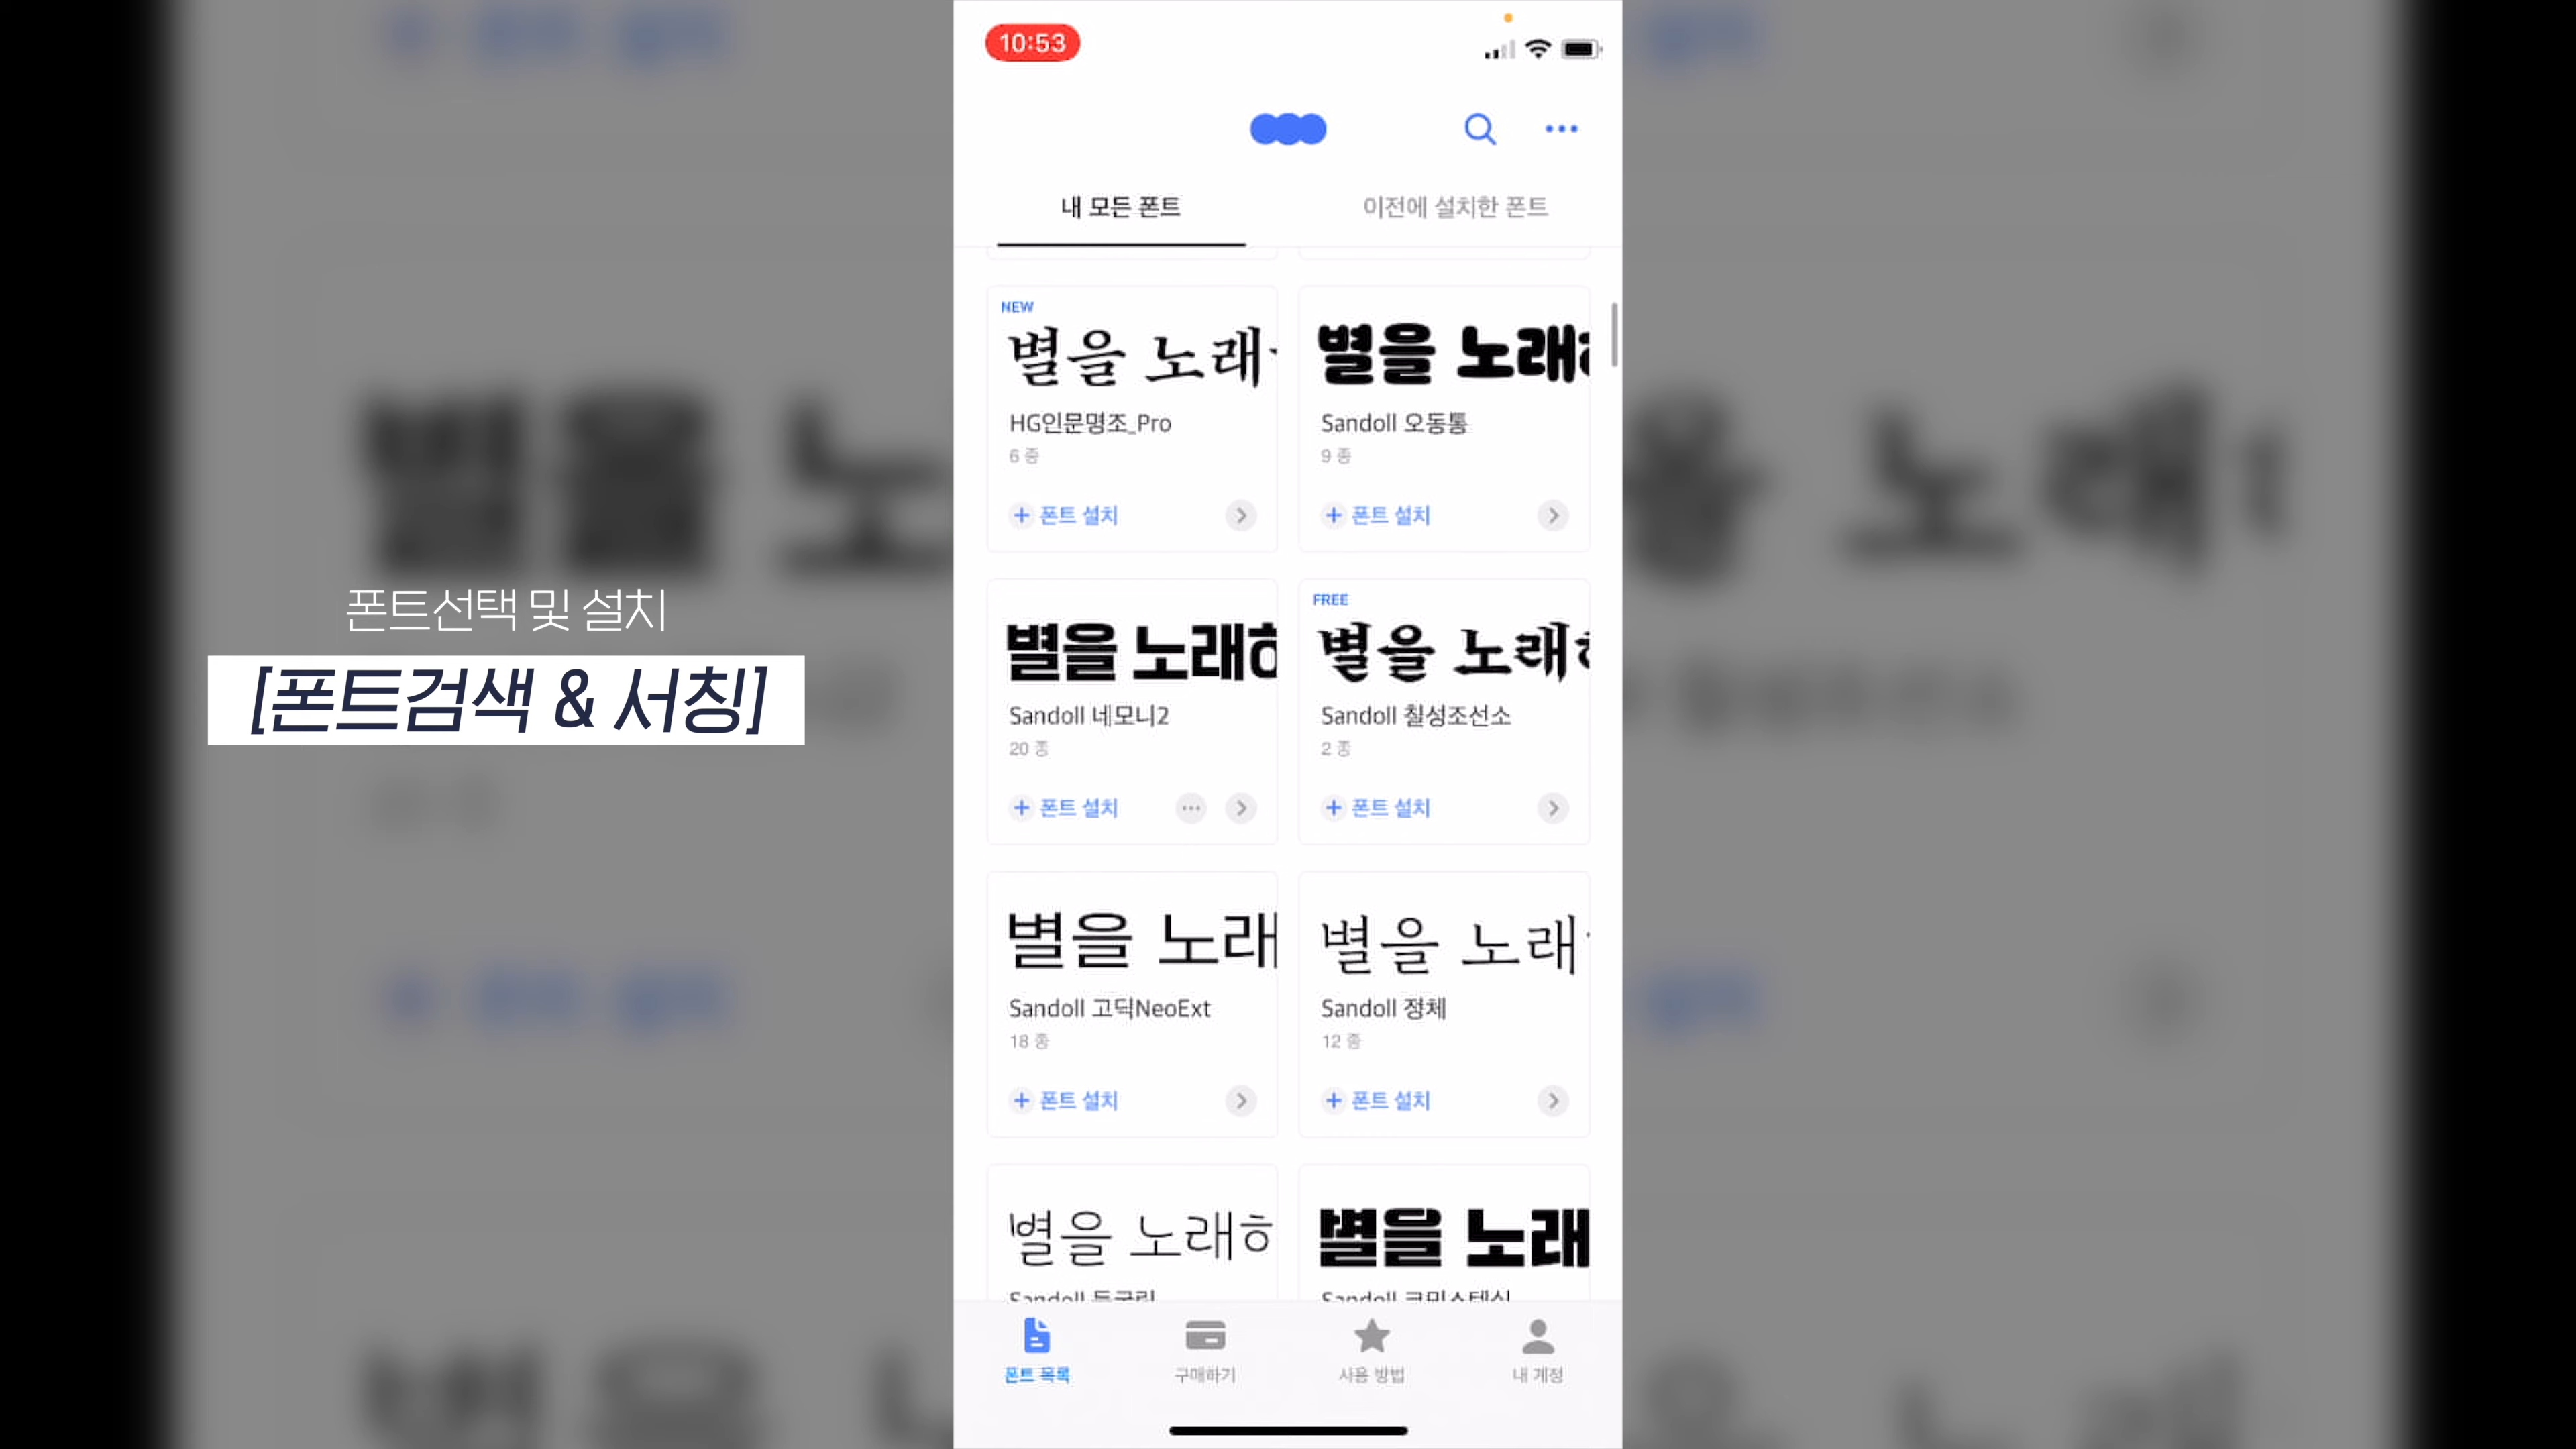 10:53
내 모든 폰트
이전에 설치한 폰트
NEW
별을 노래
HG인문명조_Pro
6 종
+ 폰트 설치
별을 노래
Sandoll 오동통
9 종
+ 폰트 설치
폰트선택 및 설치
[폰트검색 & 서칭]
별을 노래하
Sandoll 네모니2
20 종
+ 폰트 설치
FREE
별을 노래
Sandoll 칠성조선소
2 종
+ 폰트 설치
별을 노래
Sandoll 고딕NeoExt
18 종
+ 폰트 설치
별을 노래
Sandoll 정체
12 종
+ 폰트 설치
별을 노래하
Sandoll
별을 노래
Sandoll
폰트 목록
구매하기
사용 방법
내 계정